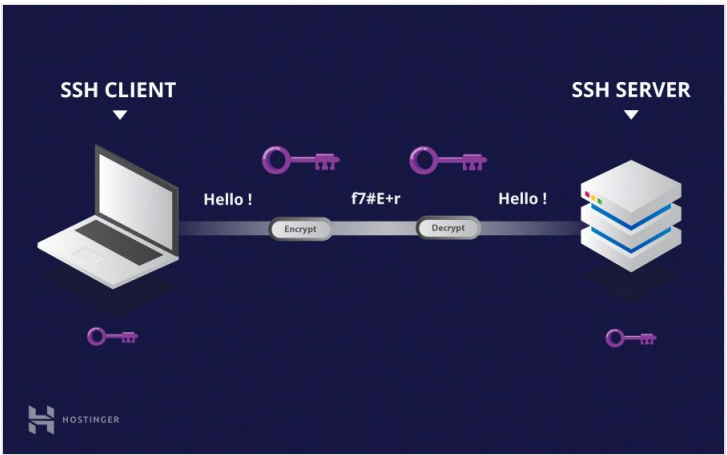 SSH CLIENT
SSH SERVER
Hello !
f7#E+r
Hello !
Encrypt
Decrypt
HOSTINGER